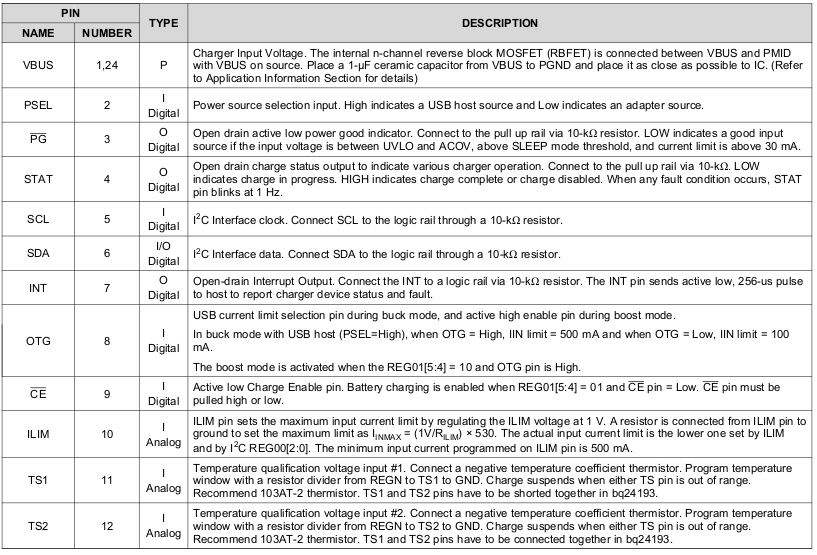 PIN
TYPE
DESCRIPTION
NAME
NUMBER
VBUS
1,24
P
Charger Input Voltage. The internal n-channel reverse block MOSFET (RBFET) is connected between VBUS and PMID
with VBUS on source. Place a 1-μF ceramic capacitor from VBUS to PGND and place it as close as possible to IC. (Refer
to Application Information Section for details)
PSEL
2
I
Digital
Power source selection input. High indicates a USB host source and Low indicates an adapter source.
PG
3
O
Digital
Open drain active low power good indicator. Connect to the pull up rail via 10-kΩ resistor. LOW indicates a good input
source if the input voltage is between UVLO and ACOV, above SLEEP mode threshold, and current limit is above 30 mA.
STAT
4
O
Digital
Open drain charge status output to indicate various charger operation. Connect to the pull up rail via 10-kΩ. LOW
indicates charge in progress. HIGH indicates charge complete or charge disabled. When any fault condition occurs, STAT
pin blinks at 1 Hz.
SCL
5
I
Digital
I²C Interface clock. Connect SCL to the logic rail through a 10-kΩ resistor.
SDA
6
I/O
Digital
I²C Interface data. Connect SDA to the logic rail through a 10-kΩ resistor.
INT
7
O
Digital
Open-drain Interrupt Output. Connect the INT to a logic rail via 10-kΩ resistor. The INT pin sends active low, 256-us pulse
to host to report charger device status and fault.
OTG
8
I
Digital
USB current limit selection pin during buck mode, and active high enable pin during boost mode.
In buck mode with USB host (PSEL=High), when OTG = High, IIN limit = 500 mA and when OTG = Low, IIN limit = 100
mA.
The boost mode is activated when the REG01[5:4] = 10 and OTG pin is High.
CE
9
I
Digital
Active low Charge Enable pin. Battery charging is enabled when REG01[5:4] = 01 and CE pin = Low. CE pin must be
pulled high or low.
ILIM
10
I
Analog
ILIM pin sets the maximum input current limit by regulating the ILIM voltage at 1 V. A resistor is connected from ILIM pin to
ground to set the maximum limit as IINMAX = (1V/RILIM) × 530. The actual input current limit is the lower one set by ILIM
and by I²C REG00[2:0]. The minimum input current programmed on ILIM pin is 500 mA.
TS1
11
I
Analog
Temperature qualification voltage input #1. Connect a negative temperature coefficient thermistor. Program temperature
window with a resistor divider from REGN to TS1 to GND. Charge suspends when either TS pin is out of range.
Recommend 103AT-2 thermistor. TS1 and TS2 pins have to be shorted together in bq24193.
TS2
12
I
Analog
Temperature qualification voltage input #2. Connect a negative temperature coefficient thermistor. Program temperature
window with a resistor divider from REGN to TS2 to GND. Charge suspends when either TS pin is out of range.
Recommend 103AT-2 thermistor. TS1 and TS2 pins have to be connected together in bq24193.